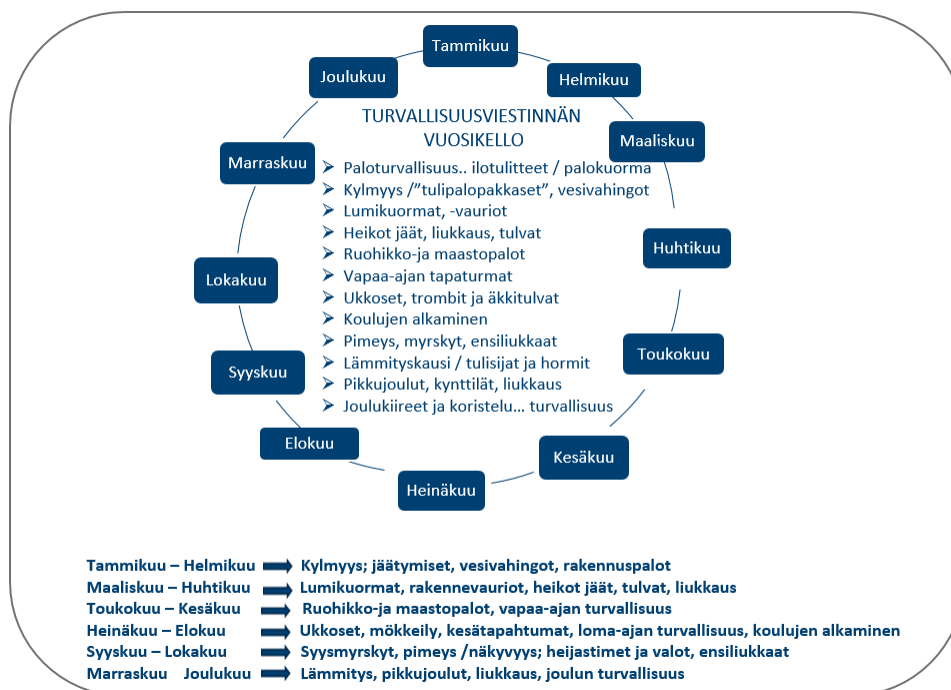 Tammikuu
Helmikuu
Maaliskuu
Huhtikuu
Toukokuu
Kesäkuu
Heinäkuu
Elokuu
Syyskuu
Lokakuu
Marraskuu
Joulukuu
TURVALLISUUSVIESTINNÄN
VUOSIKELLO
Paloturvallisuus.. ilotulitteet / palokuorma
Kylmyys /”tulipalopakkaset”, vesivahingot
Lumikuormat, -vauriot
Heikot jäät, liukkaus, tulvat
Ruohikko-ja maastopalot
Vapaa-ajan tapaturmat
Ukkoset, trombit ja äkkitulvat
Koulujen alkaminen
Pimeys, myrskyt, ensiliukkaat
Lämmityskausi / tulisijat ja hormit
Pikkujoulut, kynttilät, liukkaus
Joulukiireet ja koristelu... turvallisuus
Tammikuu – Helmikuu Kylmyys; jäätymiset, vesivahingot, rakennuspalot
Maaliskuu – Huhtikuu Lumikuormat, rakennevauriot, heikot jäät, tulvat, liukkaus
Toukokuu – Kesäkuu Ruohikko-ja maastopalot, vapaa-ajan turvallisuus
Heinäkuu – Elokuu Ukkoset, mökkeily, kesätapahtumat, loma-ajan turvallisuus, koulujen alkaminen
Syyskuu – Lokakuu Syysmyrskyt, pimeys /näkyvyys; heijastimet ja valot, ensiliukkaat
Marraskuu Joulukuu Lämmitys, pikkujoulut, liukkaus, joulun turvallisuus